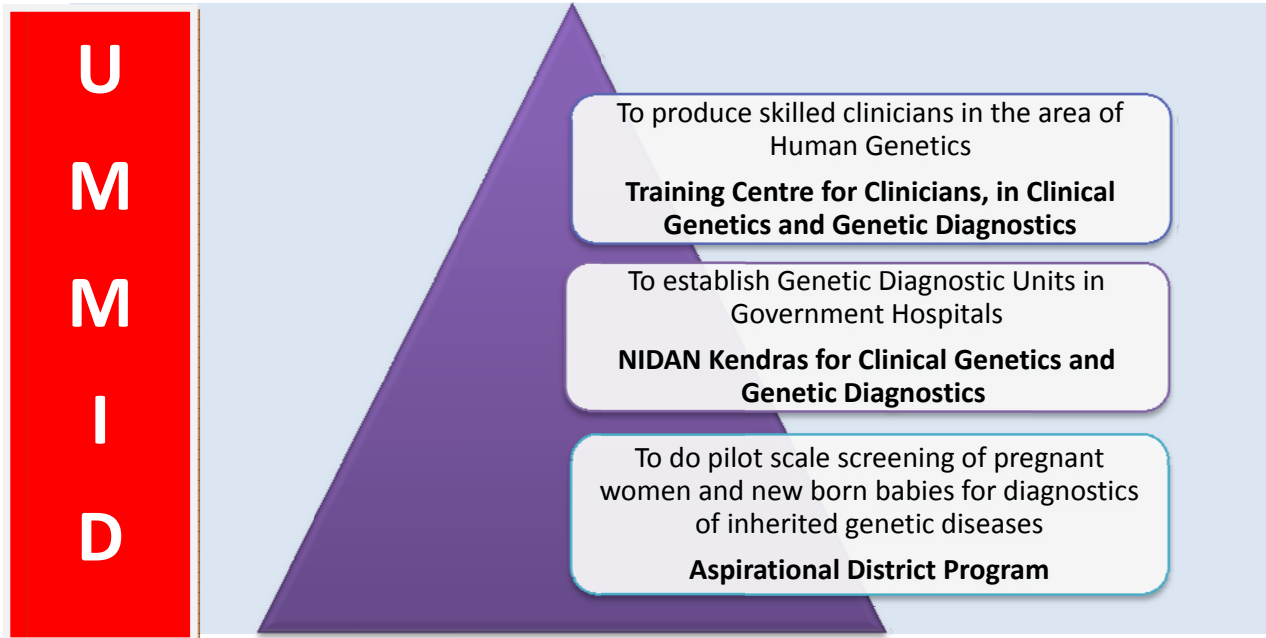 U
M
M
I
D
To produce skilled clinicians in the area of
Human Genetics
Training Centre for Clinicians, in Clinical
Genetics and Genetic Diagnostics
To establish Genetic Diagnostic Units in
Government Hospitals
NIDAN Kendras for Clinical Genetics and
Genetic Diagnostics
To do pilot scale screening of pregnant
women and new born babies for diagnostics
of inherited genetic diseases
Aspirational District Program